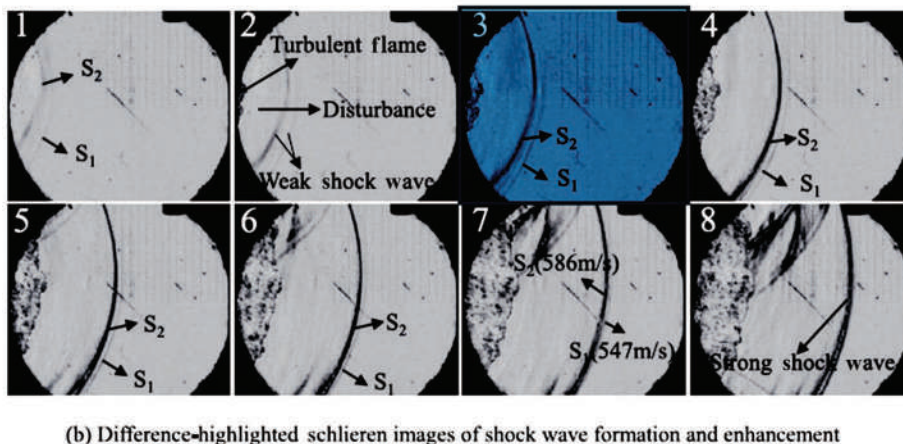 1
S2
S1
2
Turbulent flame
Disturbance
Weak shock wave
3
S2
S1
4
S2
S1
5
S2
S1
6
S2
S1
7
S2(586m/s)
S1(547m/s)
8
Strong shock wave
(b) Difference-highlighted schlieren images of shock wave formation and enhancement